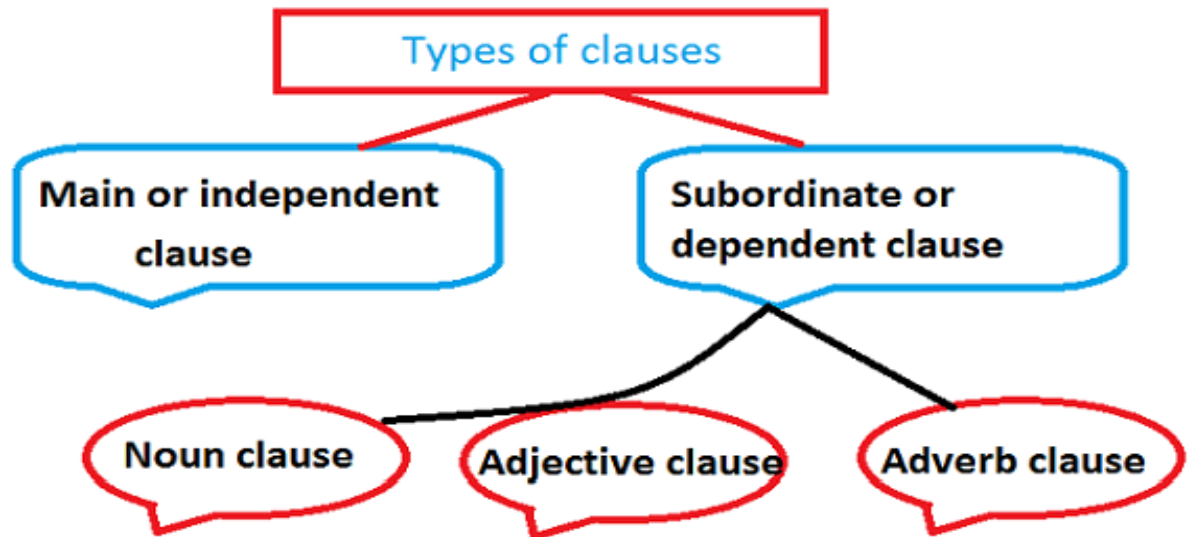 Types of clauses
Main or independent
clause
Subordinate or
dependent clause
Noun clause
Adjective clause
Adverb clause